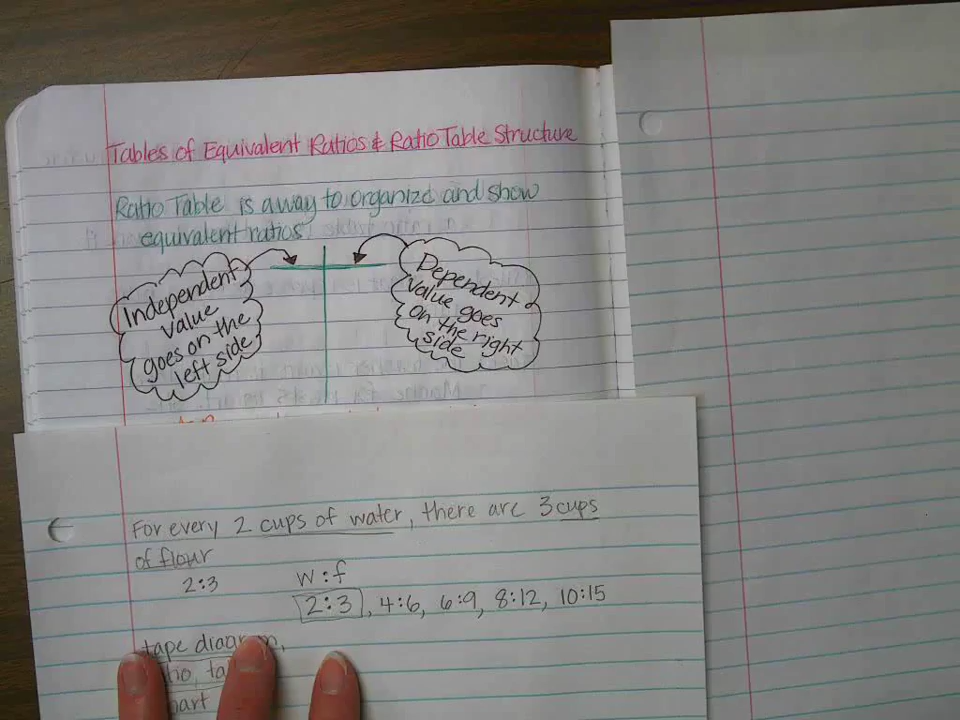 Tables of Equivalent Ratios & Ratio Table Structure
Ratio Table is a way to organize and show
equivalent ratios.
Independent
value
goes on the
left side
Dependent
value goes
on the right
side
For every 2 cups of water, there are 3 cups
of flour
2:3
w:f
2:3, 4:6, 6:9, 8:12, 10:15
tape diagram,